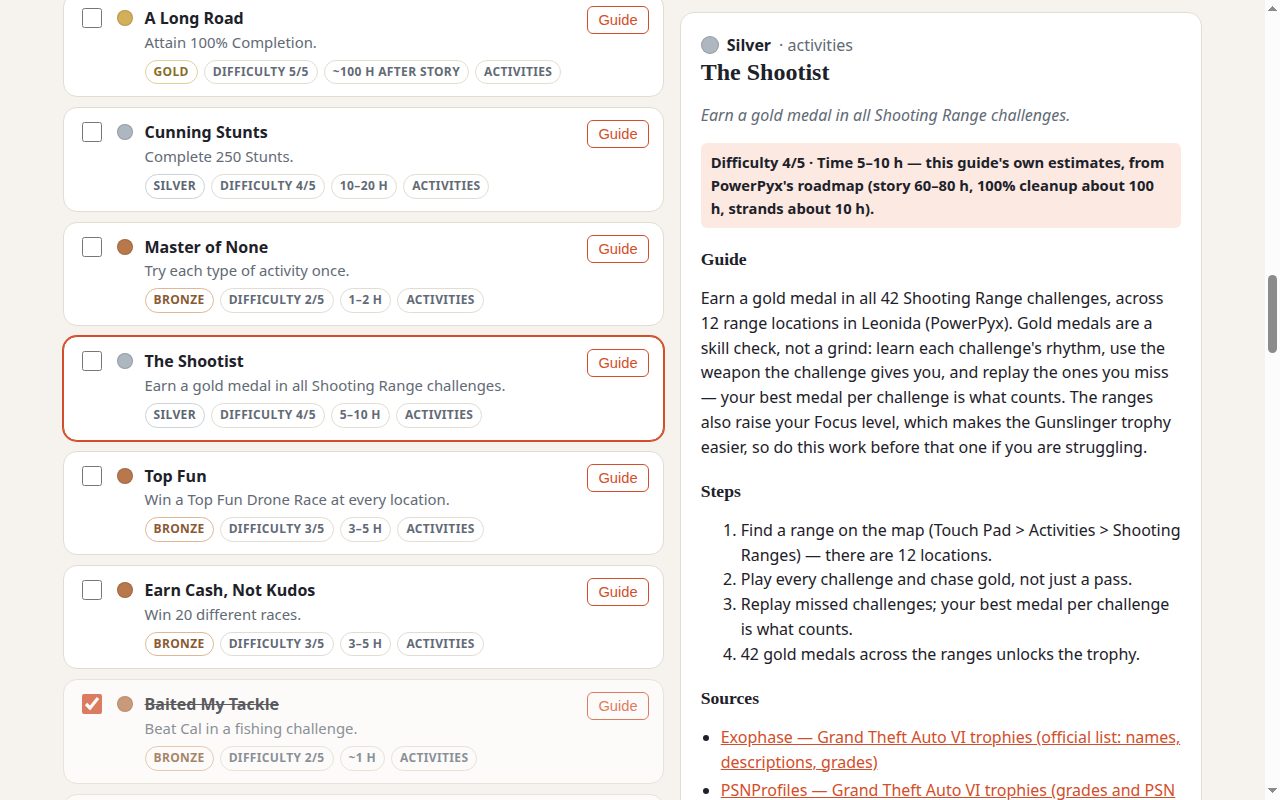 A Long Road
Guide
Attain 100% Completion.
GOLD DIFFICULTY 5/5 ~100 H AFTER STORY ACTIVITIES
Cunning Stunts
Guide
Complete 250 Stunts.
SILVER DIFFICULTY 4/5 10–20 H ACTIVITIES
Master of None
Guide
Try each type of activity once.
BRONZE DIFFICULTY 2/5 1–2 H ACTIVITIES
The Shootist
Guide
Earn a gold medal in all Shooting Range challenges.
SILVER DIFFICULTY 4/5 5–10 H ACTIVITIES
Top Fun
Guide
Win a Top Fun Drone Race at every location.
BRONZE DIFFICULTY 3/5 3–5 H ACTIVITIES
Earn Cash, Not Kudos
Guide
Win 20 different races.
BRONZE DIFFICULTY 3/5 3–5 H ACTIVITIES
Baited My Tackle
Guide
Beat Cal in a fishing challenge.
BRONZE DIFFICULTY 2/5 ~1 H ACTIVITIES
Silver · activities
The Shootist
Earn a gold medal in all Shooting Range challenges.
Difficulty 4/5 · Time 5–10 h — this guide's own estimates, from
PowerPyx's roadmap (story 60–80 h, 100% cleanup about 100
h, strands about 10 h).
Guide
Earn a gold medal in all 42 Shooting Range challenges, across
12 range locations in Leonida (PowerPyx). Gold medals are a
skill check, not a grind: learn each challenge's rhythm, use the
weapon the challenge gives you, and replay the ones you miss
— your best medal per challenge is what counts. The ranges
also raise your Focus level, which makes the Gunslinger trophy
easier, so do this work before that one if you are struggling.
Steps
1. Find a range on the map (Touch Pad > Activities > Shooting
Ranges) — there are 12 locations.
2. Play every challenge and chase gold, not just a pass.
3. Replay missed challenges; your best medal per challenge
is what counts.
4. 42 gold medals across the ranges unlocks the trophy.
Sources
• Exophase — Grand Theft Auto VI trophies (official list: names,
descriptions, grades)
• PSNProfiles — Grand Theft Auto VI trophies (grades and PSN